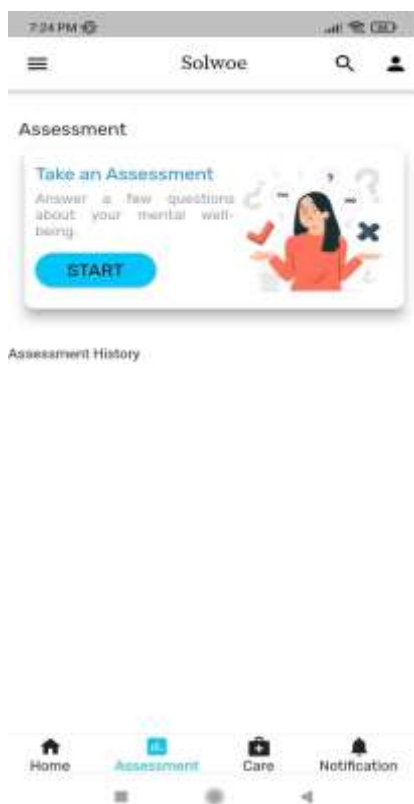 7:24 PM
Solwoe
Assessment
Take an Assessment
Answer a few questions
about your mental well-
being.
START
Assessment History
Home Assessment Care Notification